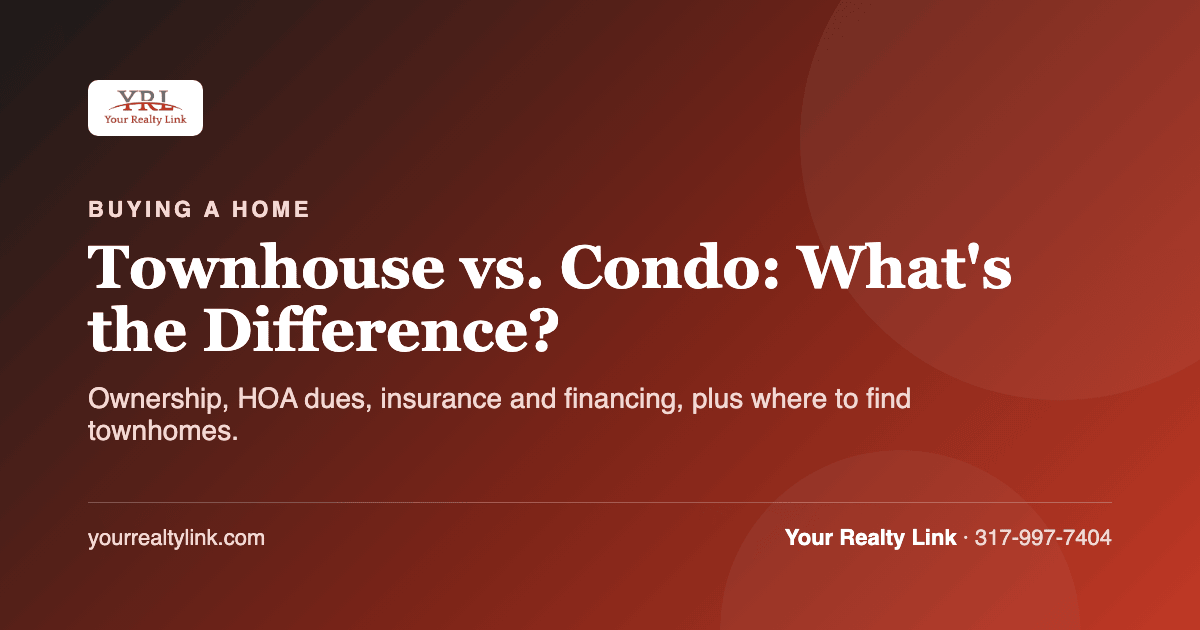 YRL
Your Realty Link
BUYING A HOME
Townhouse vs. Condo: What's
the Difference?
Ownership, HOA dues, insurance and financing, plus where to find
townhomes.
yourrealtylink.com
Your Realty Link · 317-997-7404